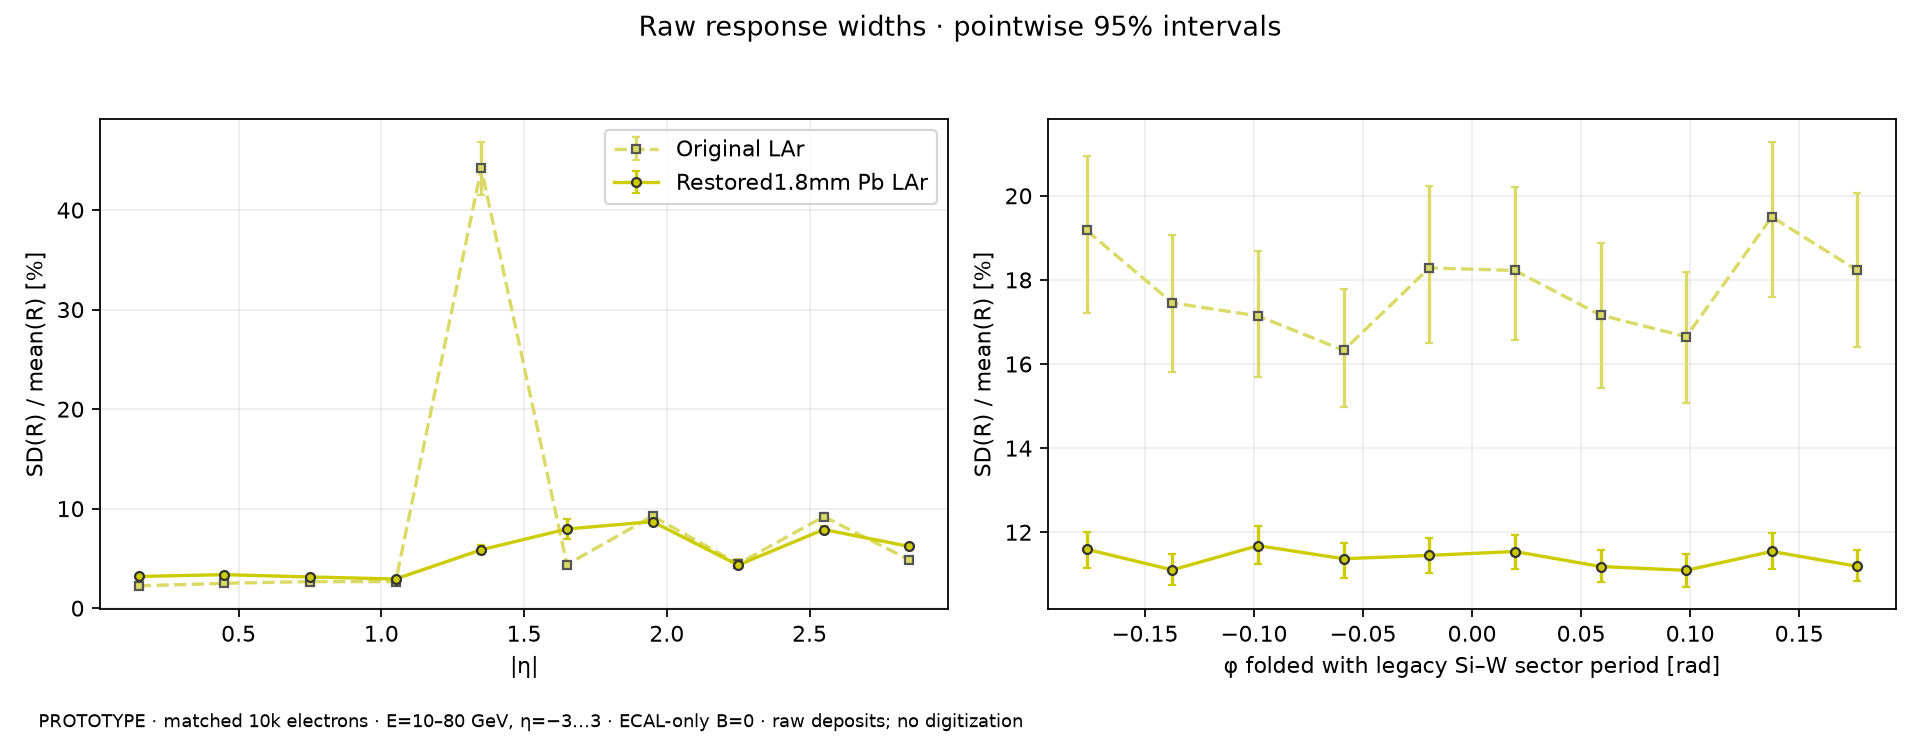 Raw response widths · pointwise 95% intervals
SD(R) / mean(R) [%]
40
30
20
10
0
0.5
1.0
1.5
2.0
2.5
|η|
Original LAr
Restored1.8mm Pb LAr
SD(R) / mean(R) [%]
20
18
16
14
12
−0.15
−0.10
−0.05
0.00
0.05
0.10
0.15
φ folded with legacy Si–W sector period [rad]
PROTOTYPE · matched 10k electrons · E=10–80 GeV, η=−3…3 · ECAL-only B=0 · raw deposits; no digitization